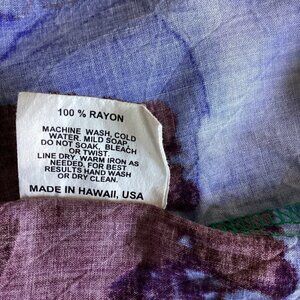 100 % RAYON
MACHINE WASH, COLD
WATER. MILD SOAP.
DO NOT SOAK, BLEACH
OR TWIST.
LINE DRY. WARM IRON AS
NEEDED. FOR BEST
RESULTS HAND WASH
OR DRY CLEAN.
MADE IN HAWAII, USA